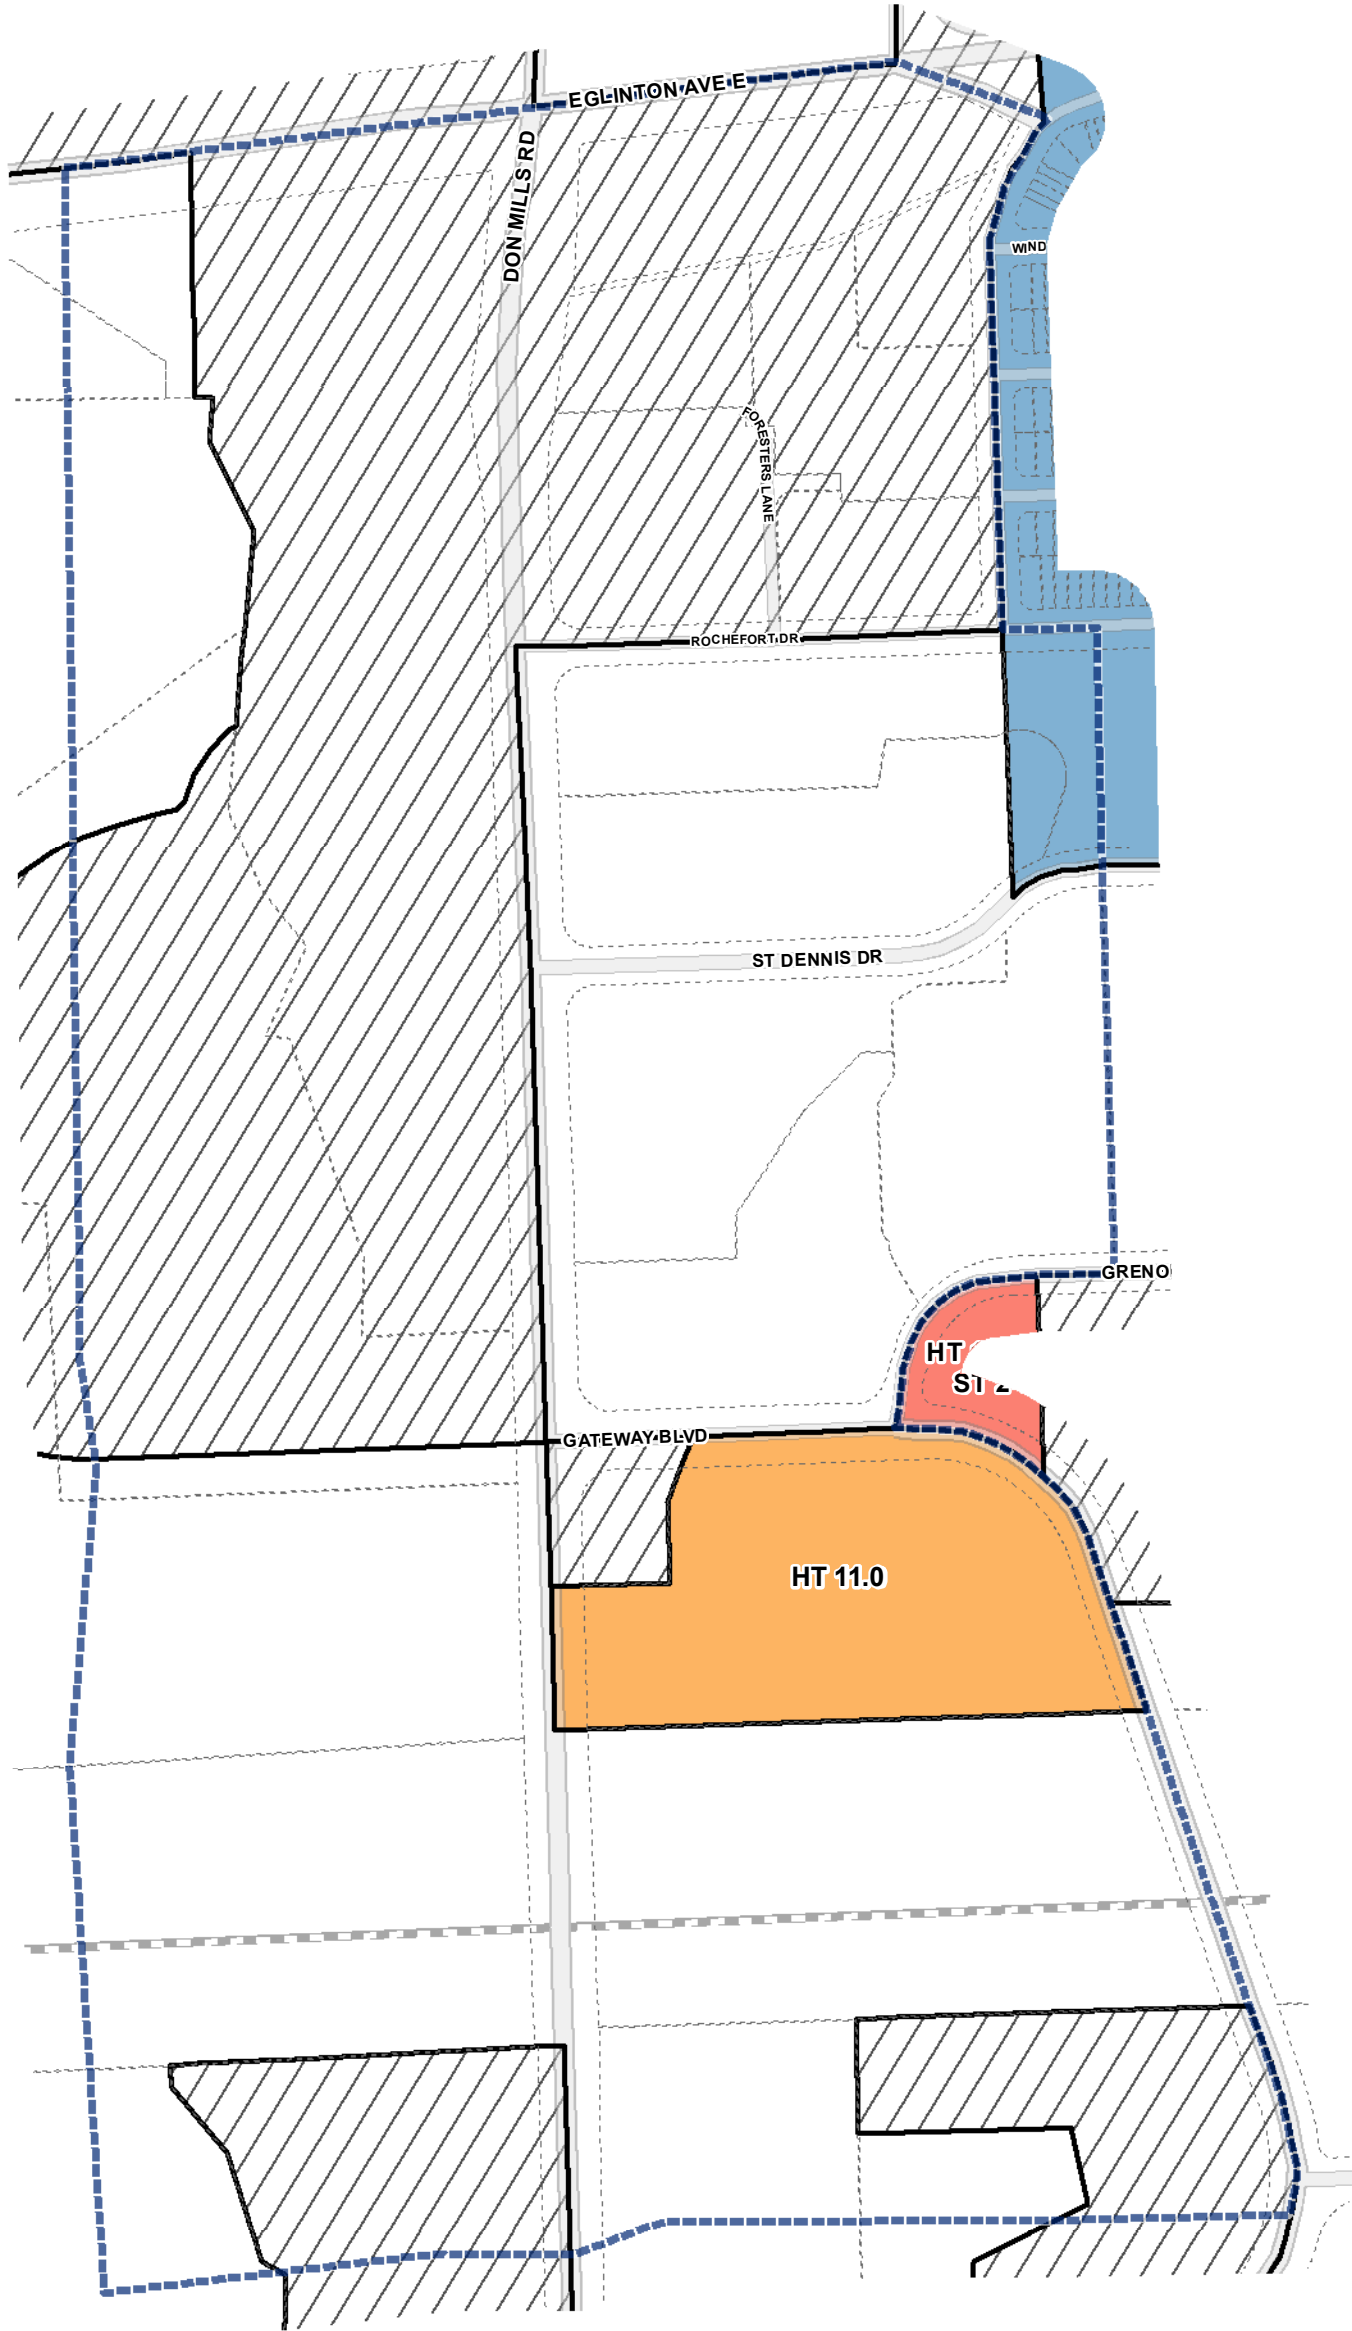 EGLINTON AVE E
DON MILLS RD
WIND
FORESTERS LANE
ROCHEFORT DR
ST DENNIS DR
GRENO
HT
ST 2
GATEWAY BLVD
HT 11.0